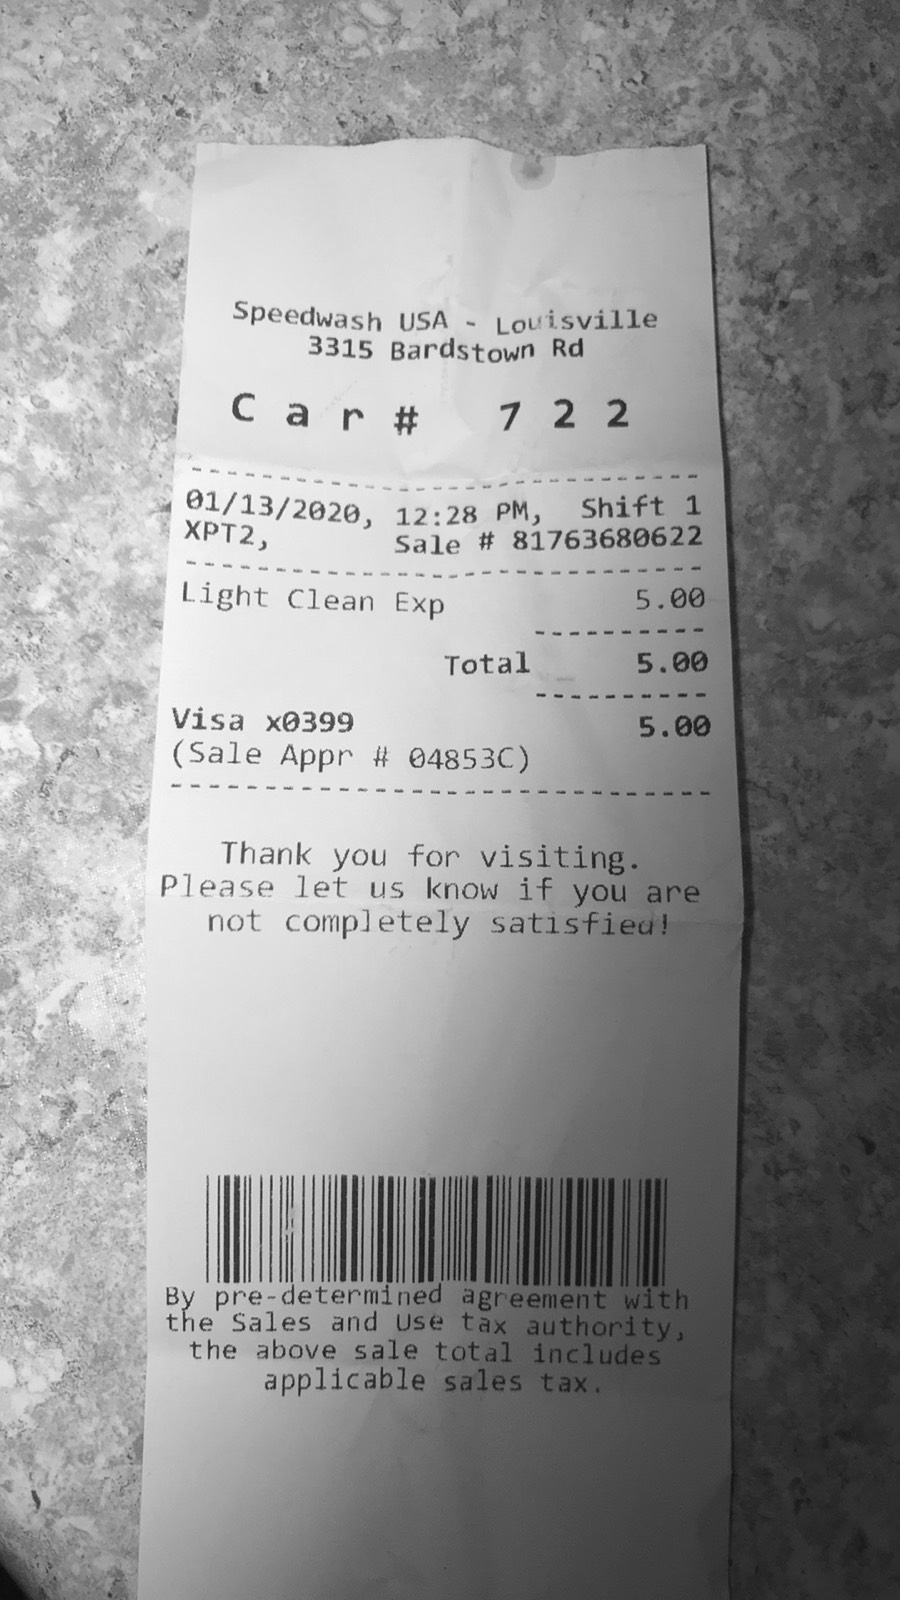 Speedwash USA - Louisville
3315 Bardstown Rd
Car# 722
01/13/2020, 12:28 PM, Shift 1
XPT2, Sale # 81763680622
Light Clean Exp 5.00
Total 5.00
Visa x0399 5.00
(Sale Appr # 04853C)
Thank you for visiting.
Please let us know if you are
not completely satisfied!
By pre-determined agreement with
the Sales and Use tax authority,
the above sale total includes
applicable sales tax.